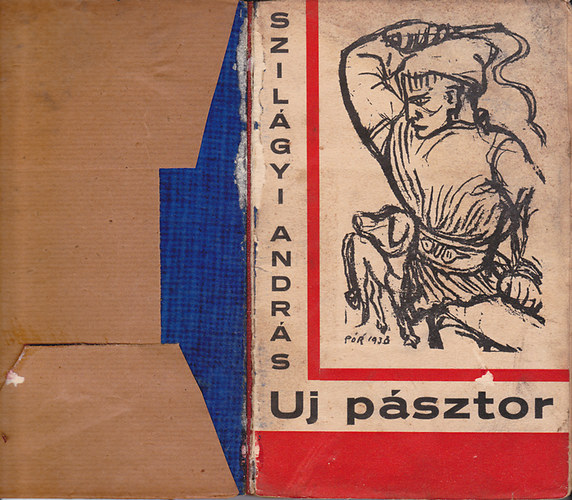 SZILÁGYI ANDRÁS
PÓR 1938
Uj pásztor